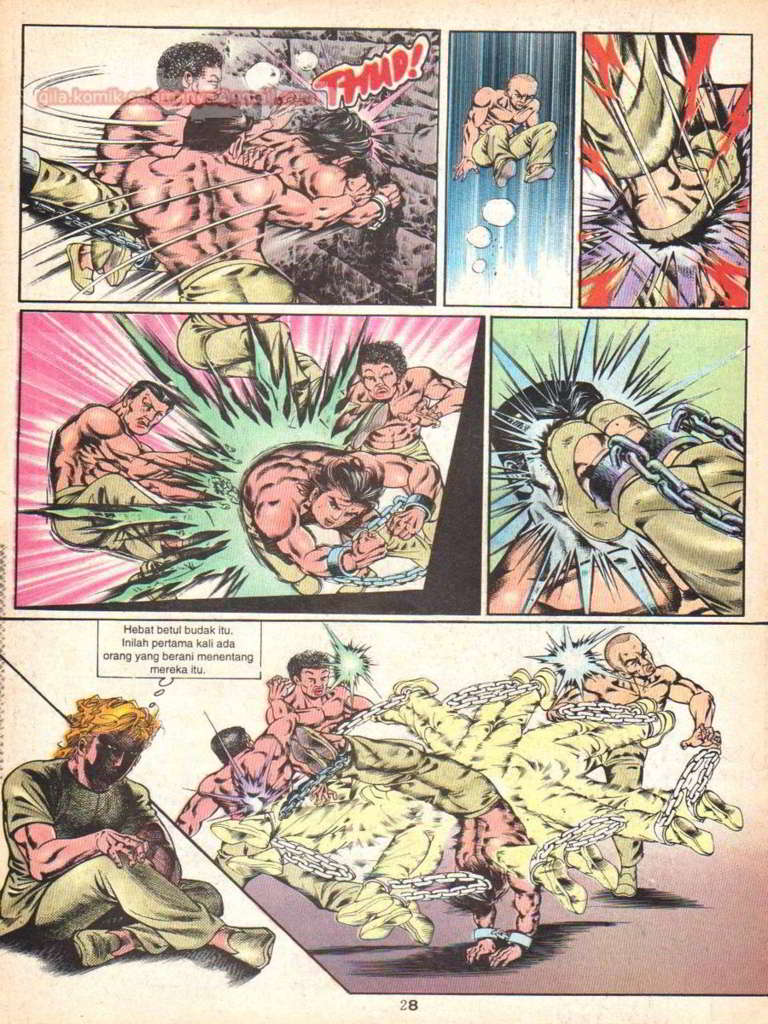 THUD!
Hebat betul budak itu.
Inilah pertama kali ada
orang yang berani menentang
mereka itu.
28